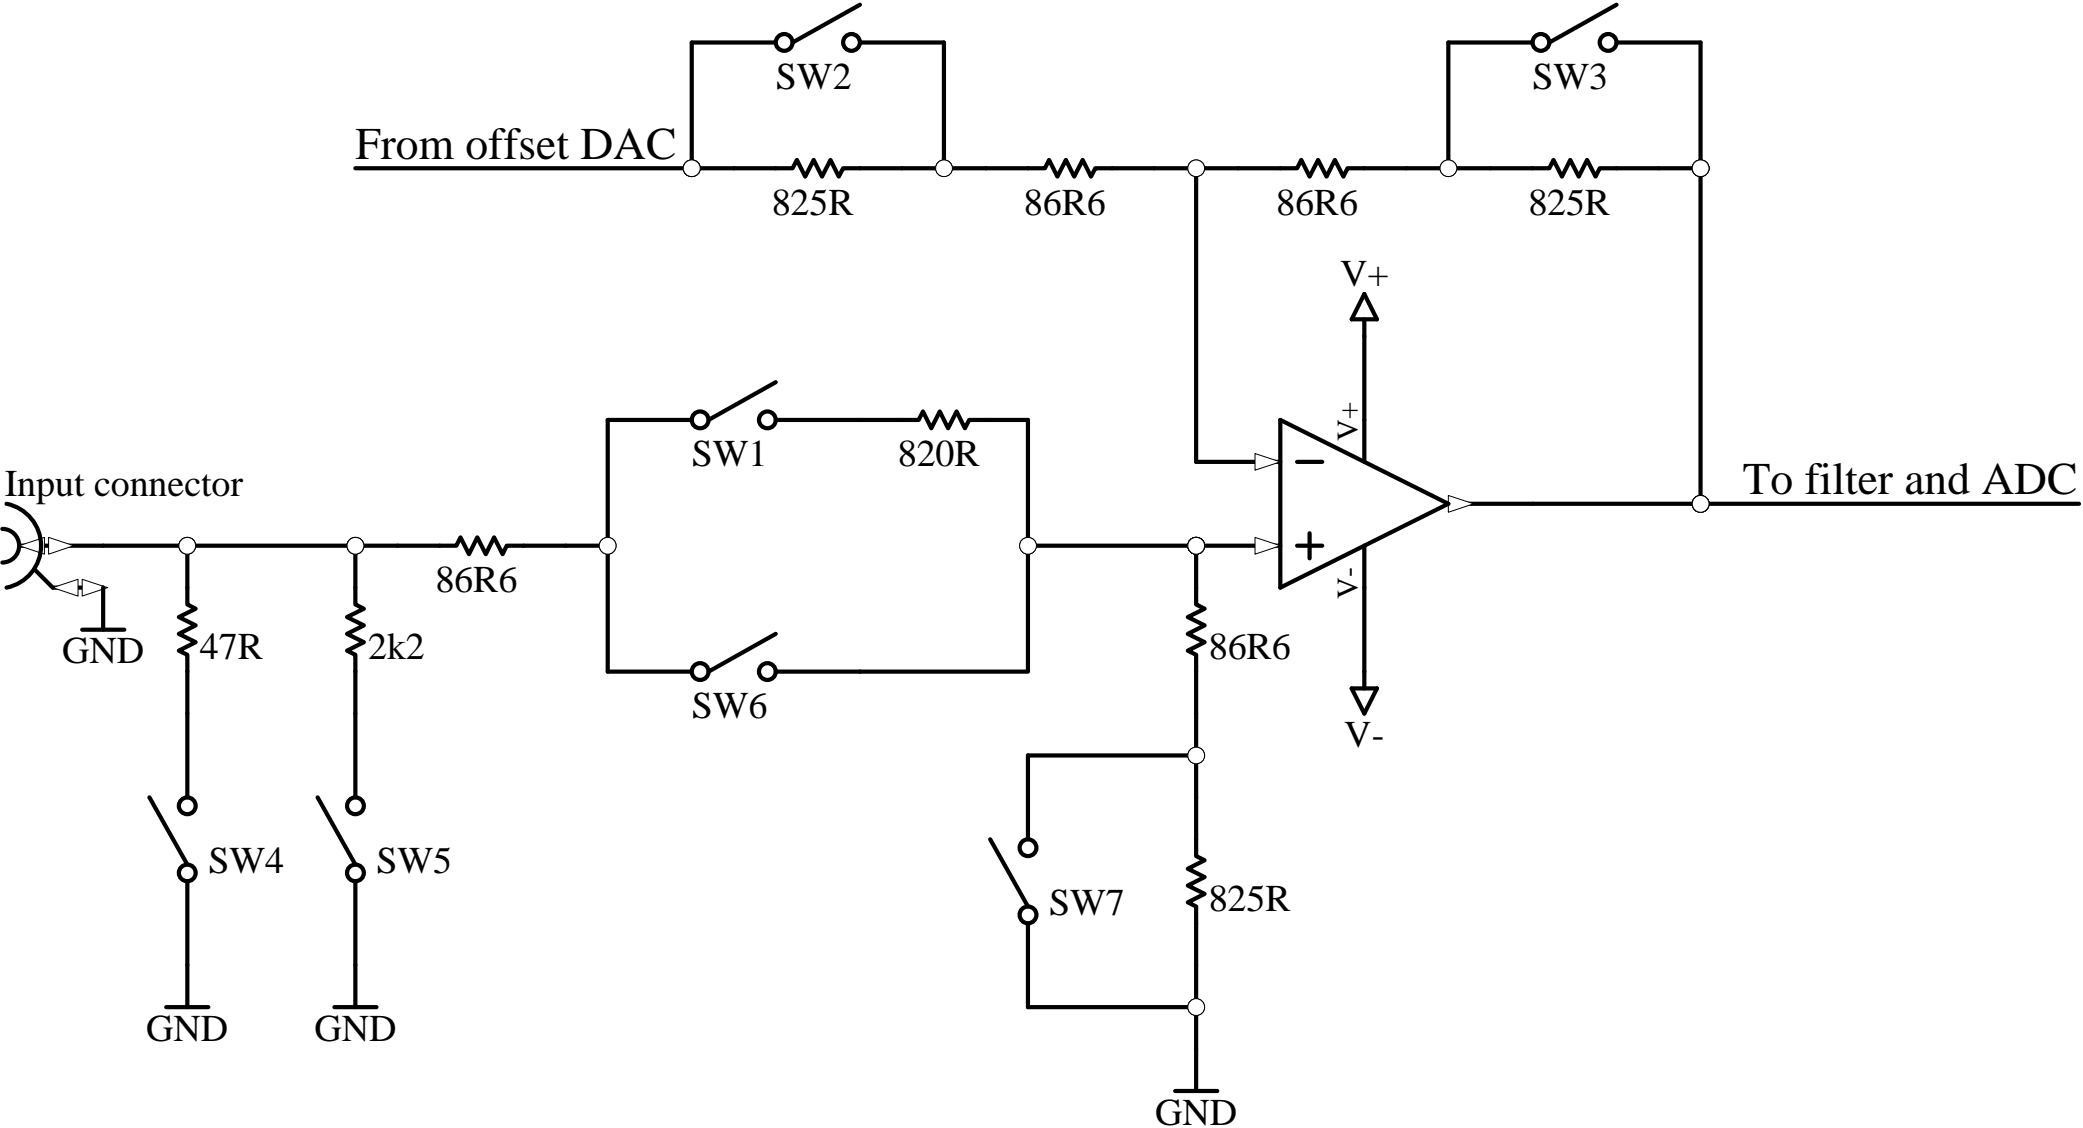 SW2
SW3
From offset DAC
825R
86R6
86R6
825R
V+
V+
SW1
820R
Input connector
To filter and ADC
86R6
V-
GND
47R
2k2
86R6
SW6
V-
SW4
SW5
SW7
825R
GND
GND
GND